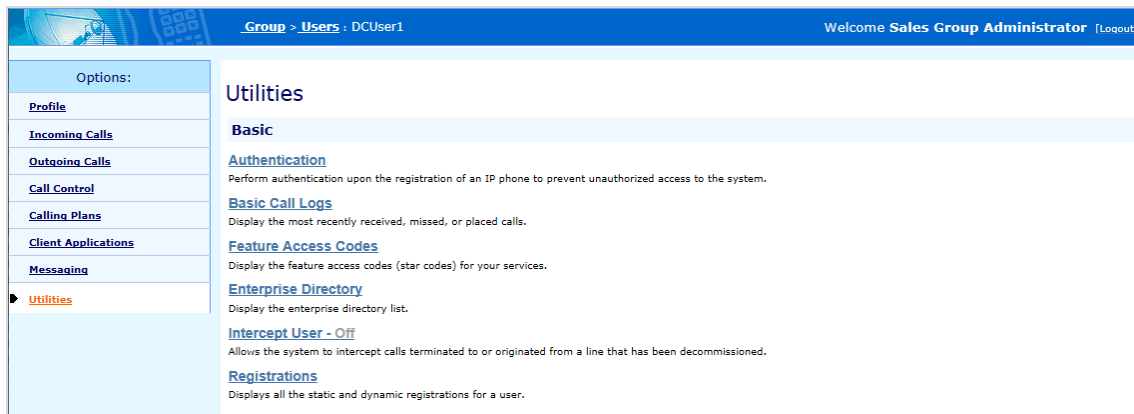 Group > Users : DCUser1
Welcome Sales Group Administrator [Logout
Options:
Profile
Incoming Calls
Outgoing Calls
Call Control
Calling Plans
Client Applications
Messaging
Utilities
Utilities
Basic
Authentication
Perform authentication upon the registration of an IP phone to prevent unauthorized access to the system.
Basic Call Logs
Display the most recently received, missed, or placed calls.
Feature Access Codes
Display the feature access codes (star codes) for your services.
Enterprise Directory
Display the enterprise directory list.
Intercept User - Off
Allows the system to intercept calls terminated to or originated from a line that has been decommissioned.
Registrations
Displays all the static and dynamic registrations for a user.